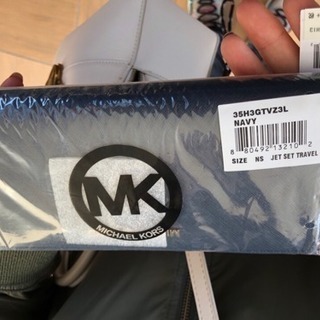 35H3GTVZ3L
NAVY
8 80492 13210 2
SIZE NS JET SET TRAVEL
MK
MICHAEL KORS